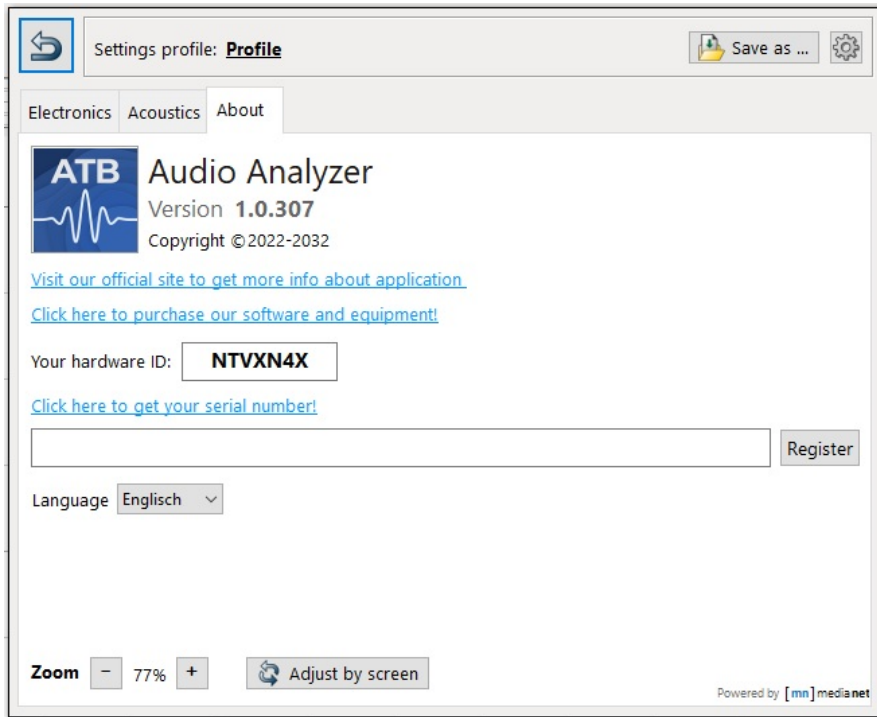 Settings profile: Profile
Save as ...
Electronics Acoustics About
ATB
Audio Analyzer
Version 1.0.307
Copyright ©2022-2032
Visit our official site to get more info about application
Click here to purchase our software and equipment!
Your hardware ID: NTVXN4X
Click here to get your serial number!
Register
Language Englisch
Zoom − 77% + Adjust by screen
Powered by [mn]medianet